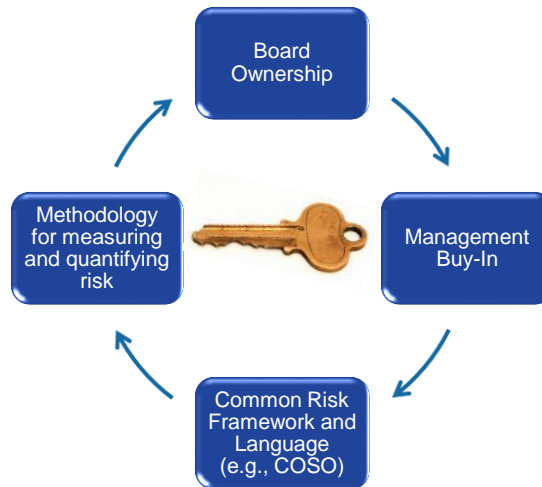 Board
Ownership
Management
Buy-In
Common Risk
Framework and
Language
(e.g., COSO)
Methodology
for measuring
and quantifying
risk